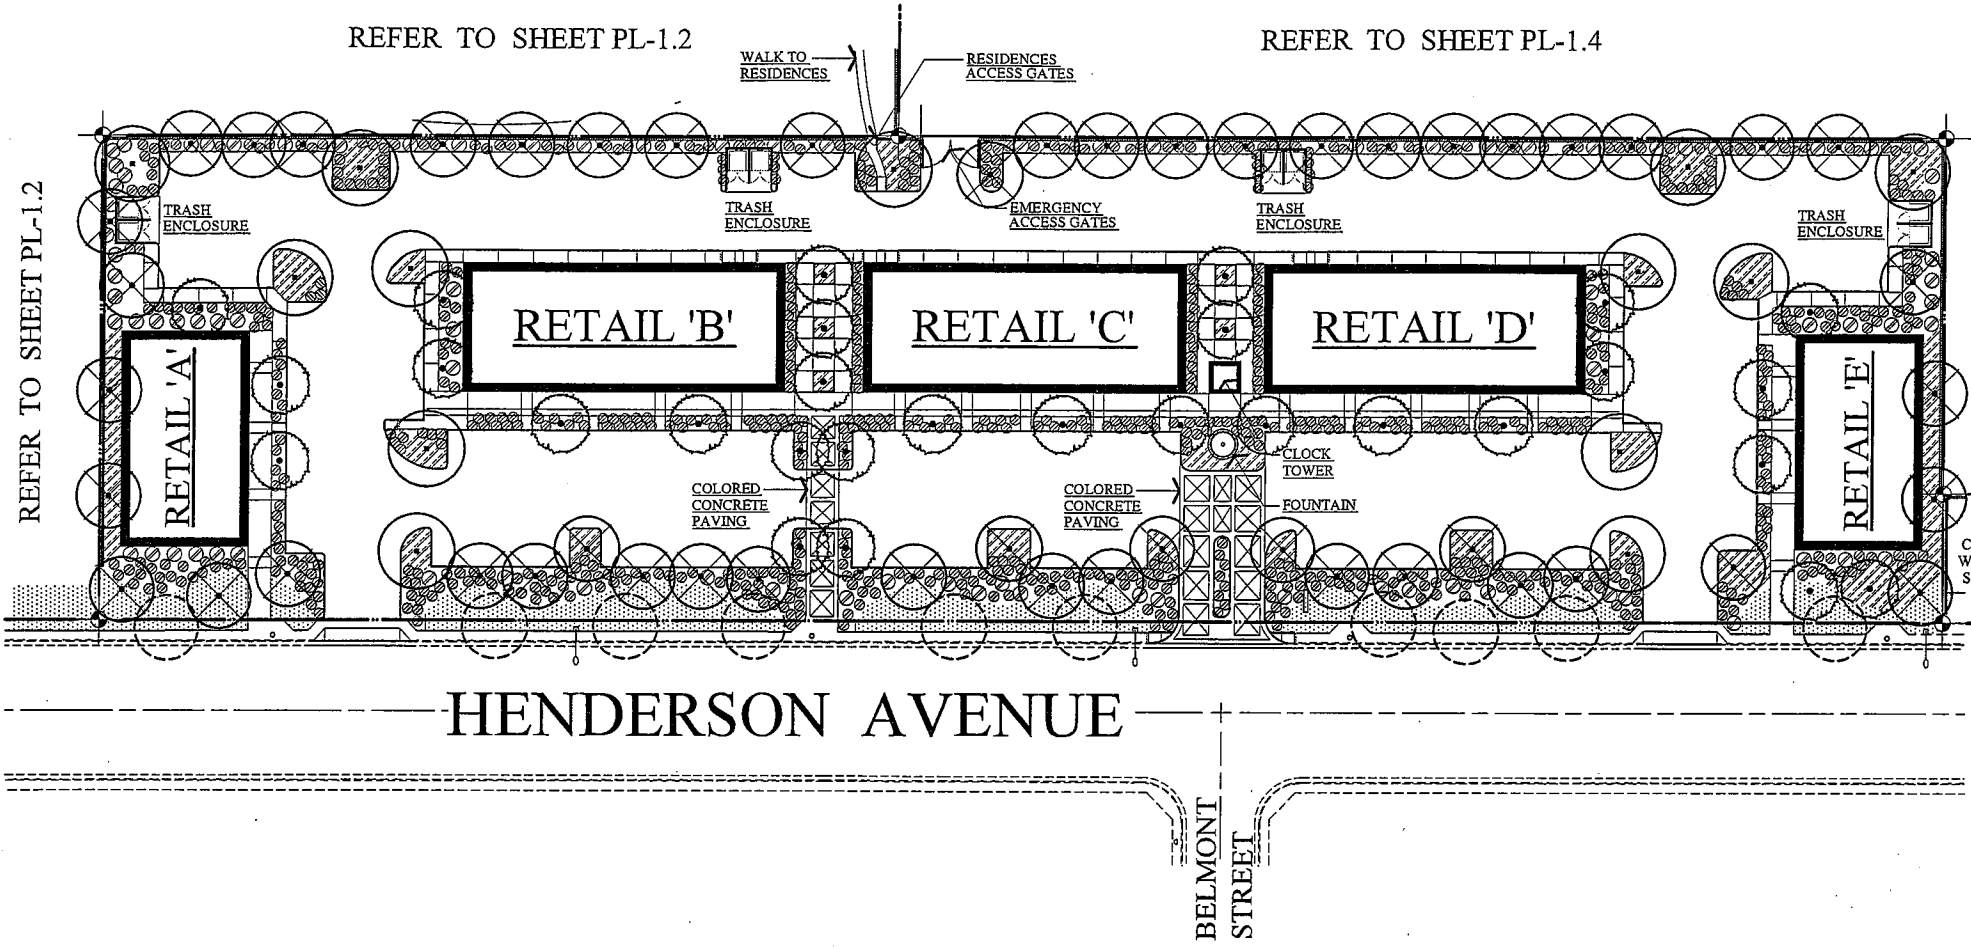 REFER TO SHEET PL-1.2
REFER TO SHEET PL-1.4
WALK TO
RESIDENCES
RESIDENCES
ACCESS GATES
REFER TO SHEET PL-1.2
TRASH
ENCLOSURE
TRASH
ENCLOSURE
EMERGENCY
ACCESS GATES
TRASH
ENCLOSURE
TRASH
ENCLOSURE
RETAIL 'A'
RETAIL 'B'
RETAIL 'C'
RETAIL 'D'
RETAIL 'E'
COLORED
CONCRETE
PAVING
COLORED
CONCRETE
PAVING
CLOCK
TOWER
FOUNTAIN
HENDERSON AVENUE
BELMONT
STREET